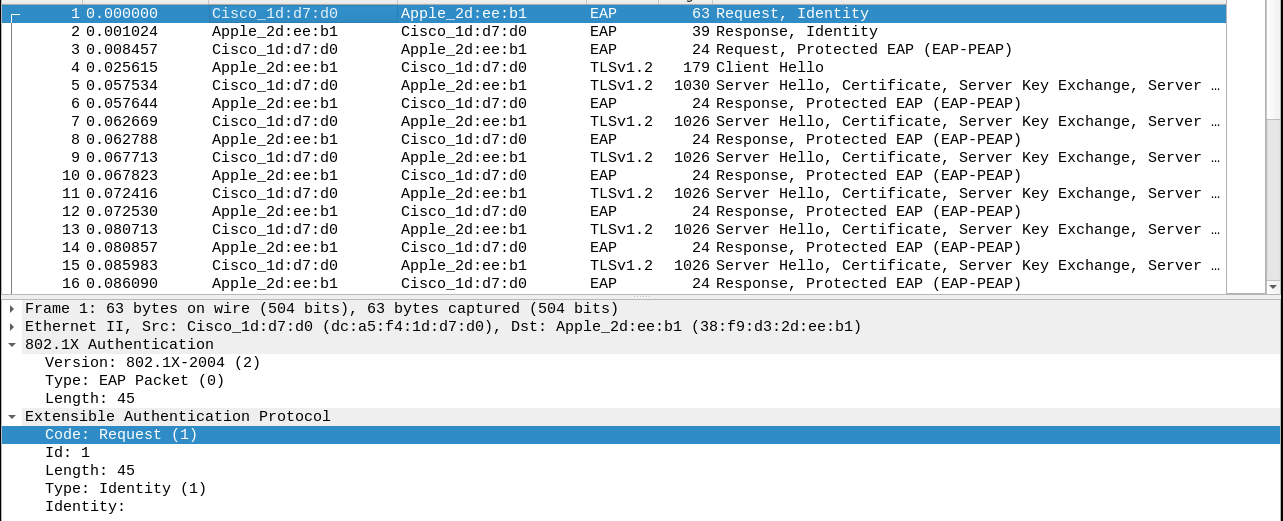 1 0.000000 Cisco_1d:d7:d0 Apple_2d:ee:b1 EAP 63 Request, Identity
2 0.001024 Apple_2d:ee:b1 Cisco_1d:d7:d0 EAP 39 Response, Identity
3 0.008457 Cisco_1d:d7:d0 Apple_2d:ee:b1 EAP 24 Request, Protected EAP (EAP-PEAP)
4 0.025615 Apple_2d:ee:b1 Cisco_1d:d7:d0 TLSv1.2 179 Client Hello
5 0.057534 Cisco_1d:d7:d0 Apple_2d:ee:b1 TLSv1.2 1030 Server Hello, Certificate, Server Key Exchange, Server …
6 0.057644 Apple_2d:ee:b1 Cisco_1d:d7:d0 EAP 24 Response, Protected EAP (EAP-PEAP)
7 0.062669 Cisco_1d:d7:d0 Apple_2d:ee:b1 TLSv1.2 1026 Server Hello, Certificate, Server Key Exchange, Server …
8 0.062788 Apple_2d:ee:b1 Cisco_1d:d7:d0 EAP 24 Response, Protected EAP (EAP-PEAP)
9 0.067713 Cisco_1d:d7:d0 Apple_2d:ee:b1 TLSv1.2 1026 Server Hello, Certificate, Server Key Exchange, Server …
10 0.067823 Apple_2d:ee:b1 Cisco_1d:d7:d0 EAP 24 Response, Protected EAP (EAP-PEAP)
11 0.072416 Cisco_1d:d7:d0 Apple_2d:ee:b1 TLSv1.2 1026 Server Hello, Certificate, Server Key Exchange, Server …
12 0.072530 Apple_2d:ee:b1 Cisco_1d:d7:d0 EAP 24 Response, Protected EAP (EAP-PEAP)
13 0.080713 Cisco_1d:d7:d0 Apple_2d:ee:b1 TLSv1.2 1026 Server Hello, Certificate, Server Key Exchange, Server …
14 0.080857 Apple_2d:ee:b1 Cisco_1d:d7:d0 EAP 24 Response, Protected EAP (EAP-PEAP)
15 0.085983 Cisco_1d:d7:d0 Apple_2d:ee:b1 TLSv1.2 1026 Server Hello, Certificate, Server Key Exchange, Server …
16 0.086090 Apple_2d:ee:b1 Cisco_1d:d7:d0 EAP 24 Response, Protected EAP (EAP-PEAP)
Frame 1: 63 bytes on wire (504 bits), 63 bytes captured (504 bits)
Ethernet II, Src: Cisco_1d:d7:d0 (dc:a5:f4:1d:d7:d0), Dst: Apple_2d:ee:b1 (38:f9:d3:2d:ee:b1)
802.1X Authentication
Version: 802.1X-2004 (2)
Type: EAP Packet (0)
Length: 45
Extensible Authentication Protocol
Code: Request (1)
Id: 1
Length: 45
Type: Identity (1)
Identity: